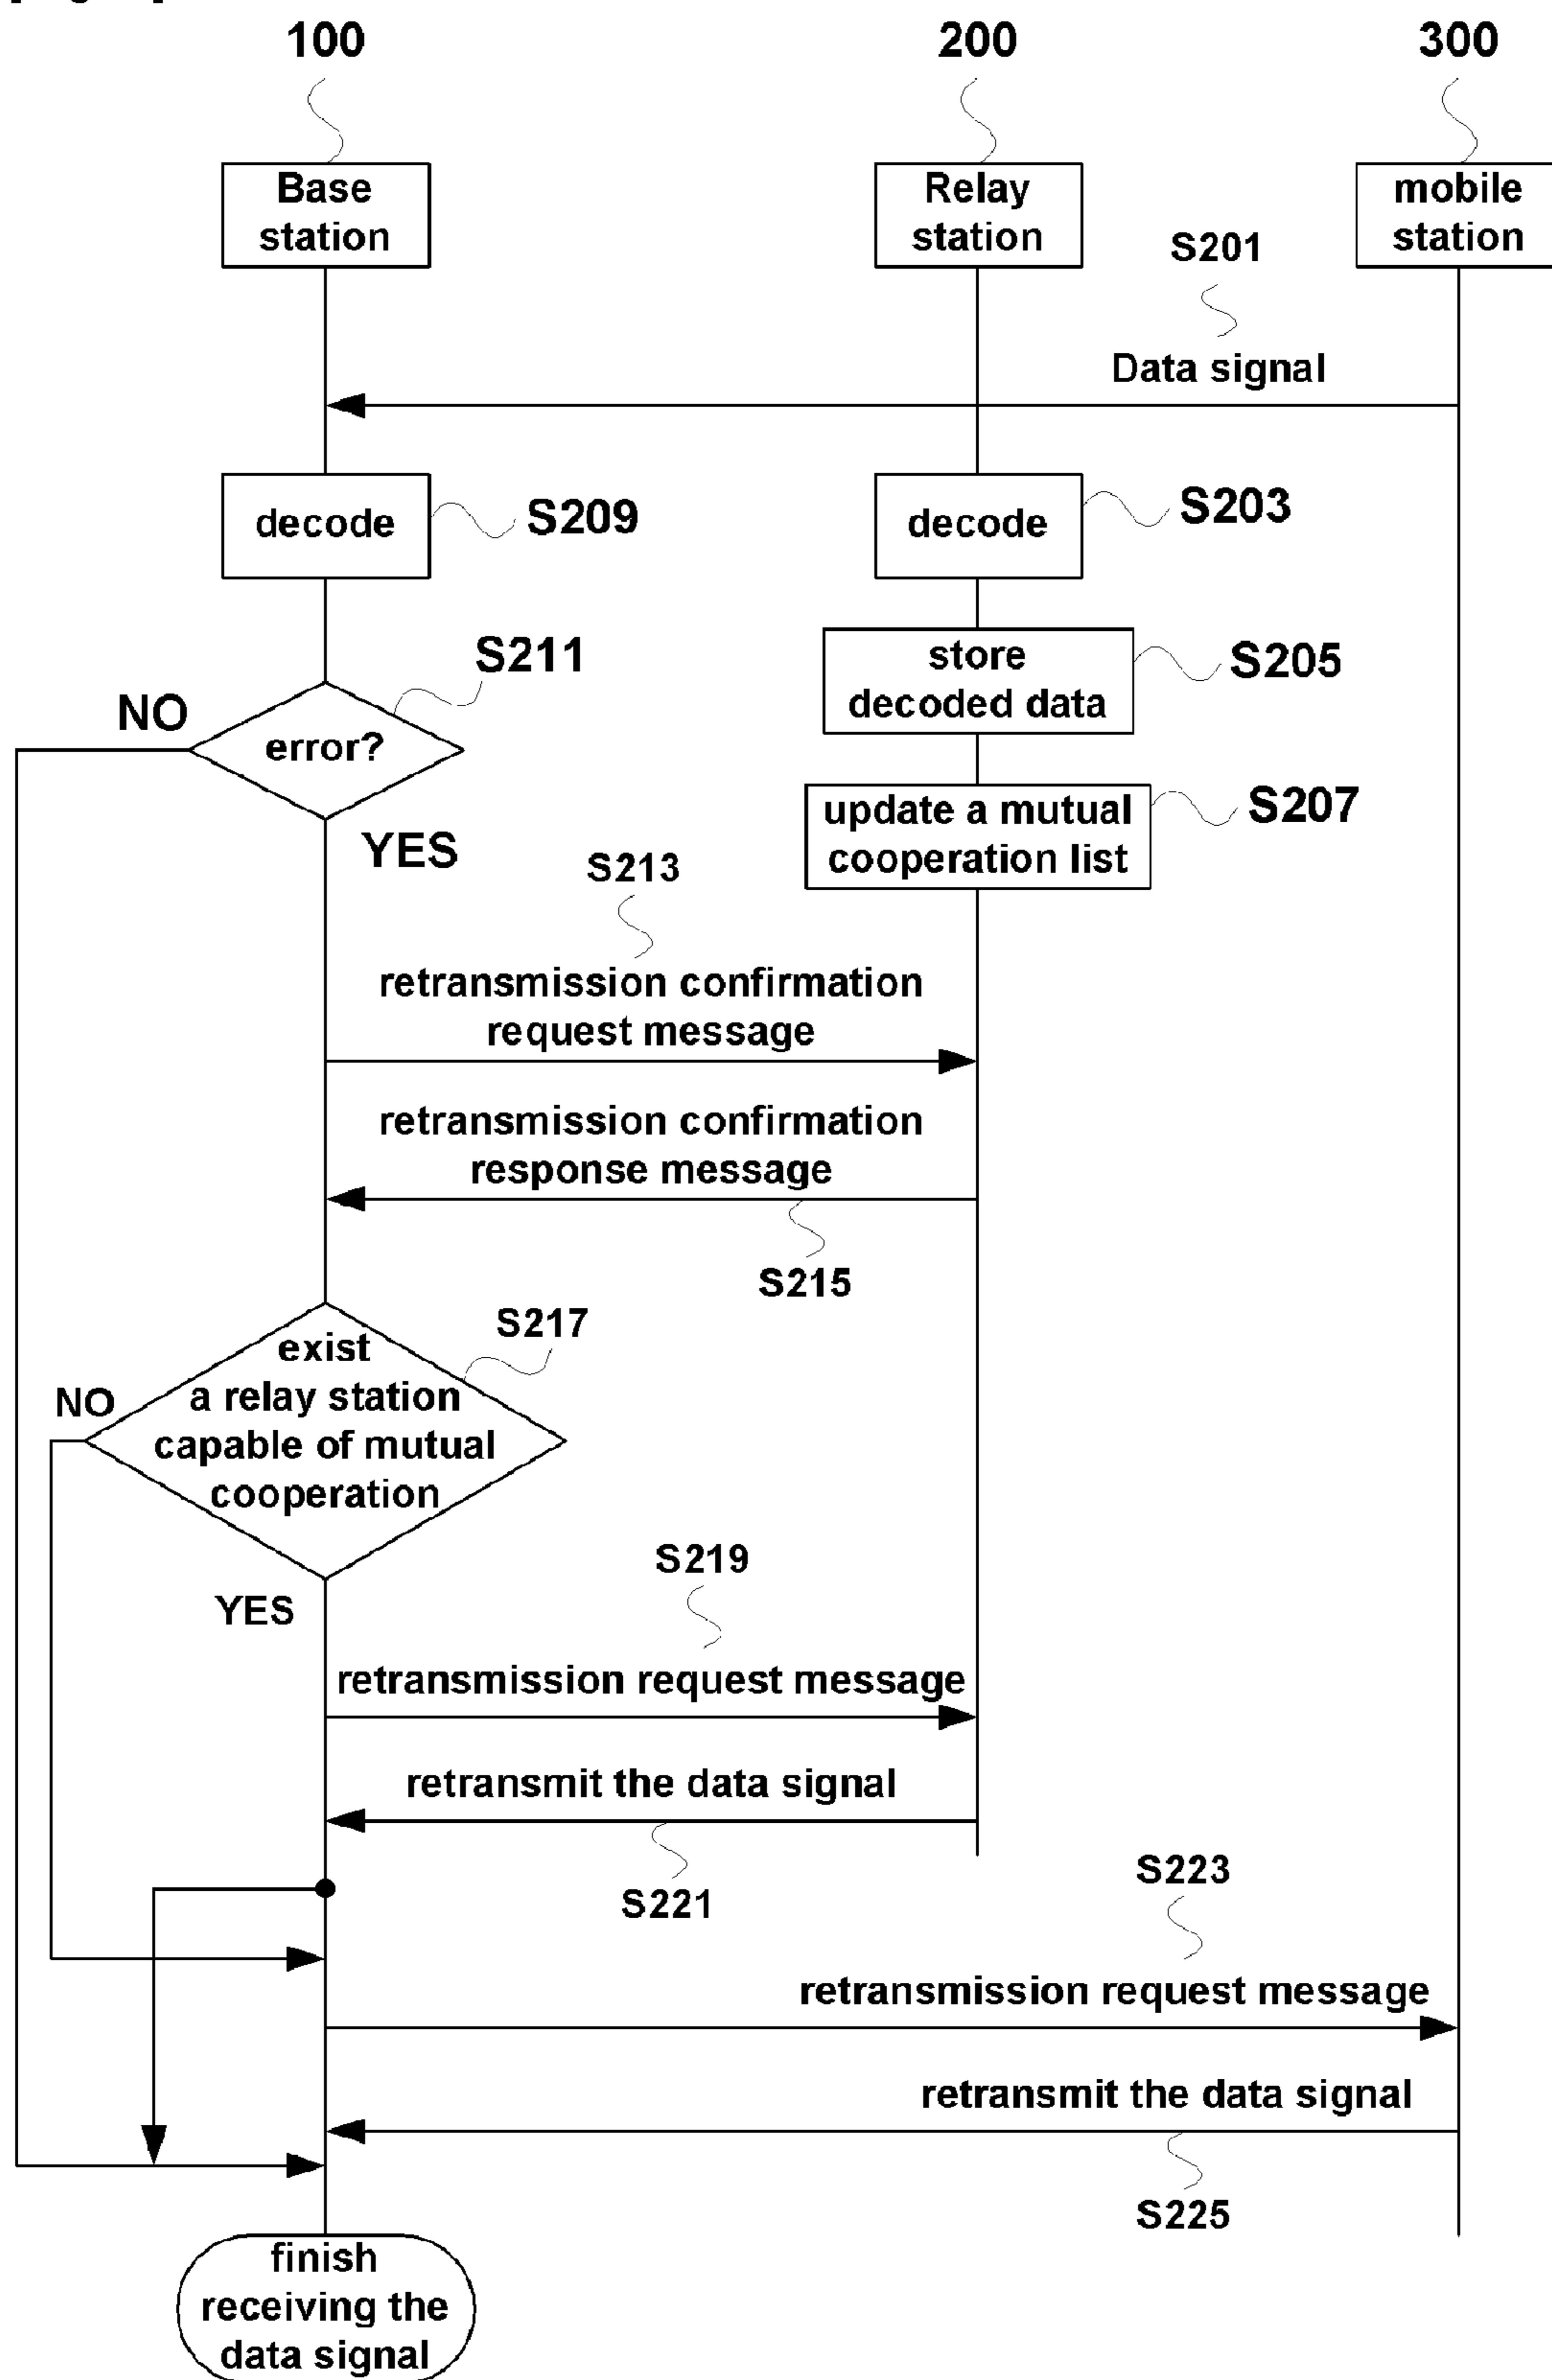 100
200
300
Base
station
Relay
station
mobile
station
S201
Data signal
decode
S209
decode
S203
S211
store
decoded data
S205
NO
error?
YES
update a mutual
cooperation list
S207
S213
retransmission confirmation
request message
retransmission confirmation
response message
S215
S217
exist
a relay station
capable of mutual
cooperation
NO
YES
S219
retransmission request message
retransmit the data signal
S221
S223
retransmission request message
retransmit the data signal
S225
finish
receiving the
data signal